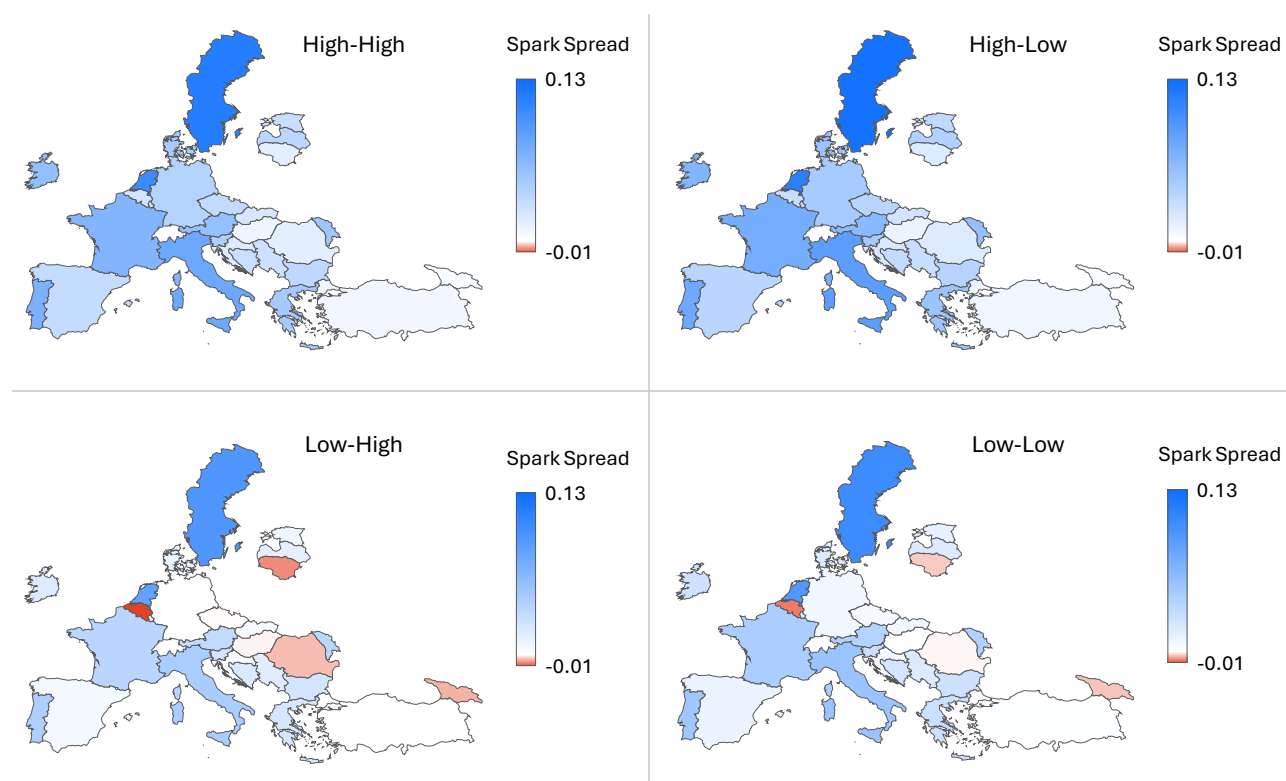 High-High
Spark Spread
0.13
-0.01
High-Low
Spark Spread
0.13
-0.01
Low-High
Spark Spread
0.13
-0.01
Low-Low
Spark Spread
0.13
-0.01